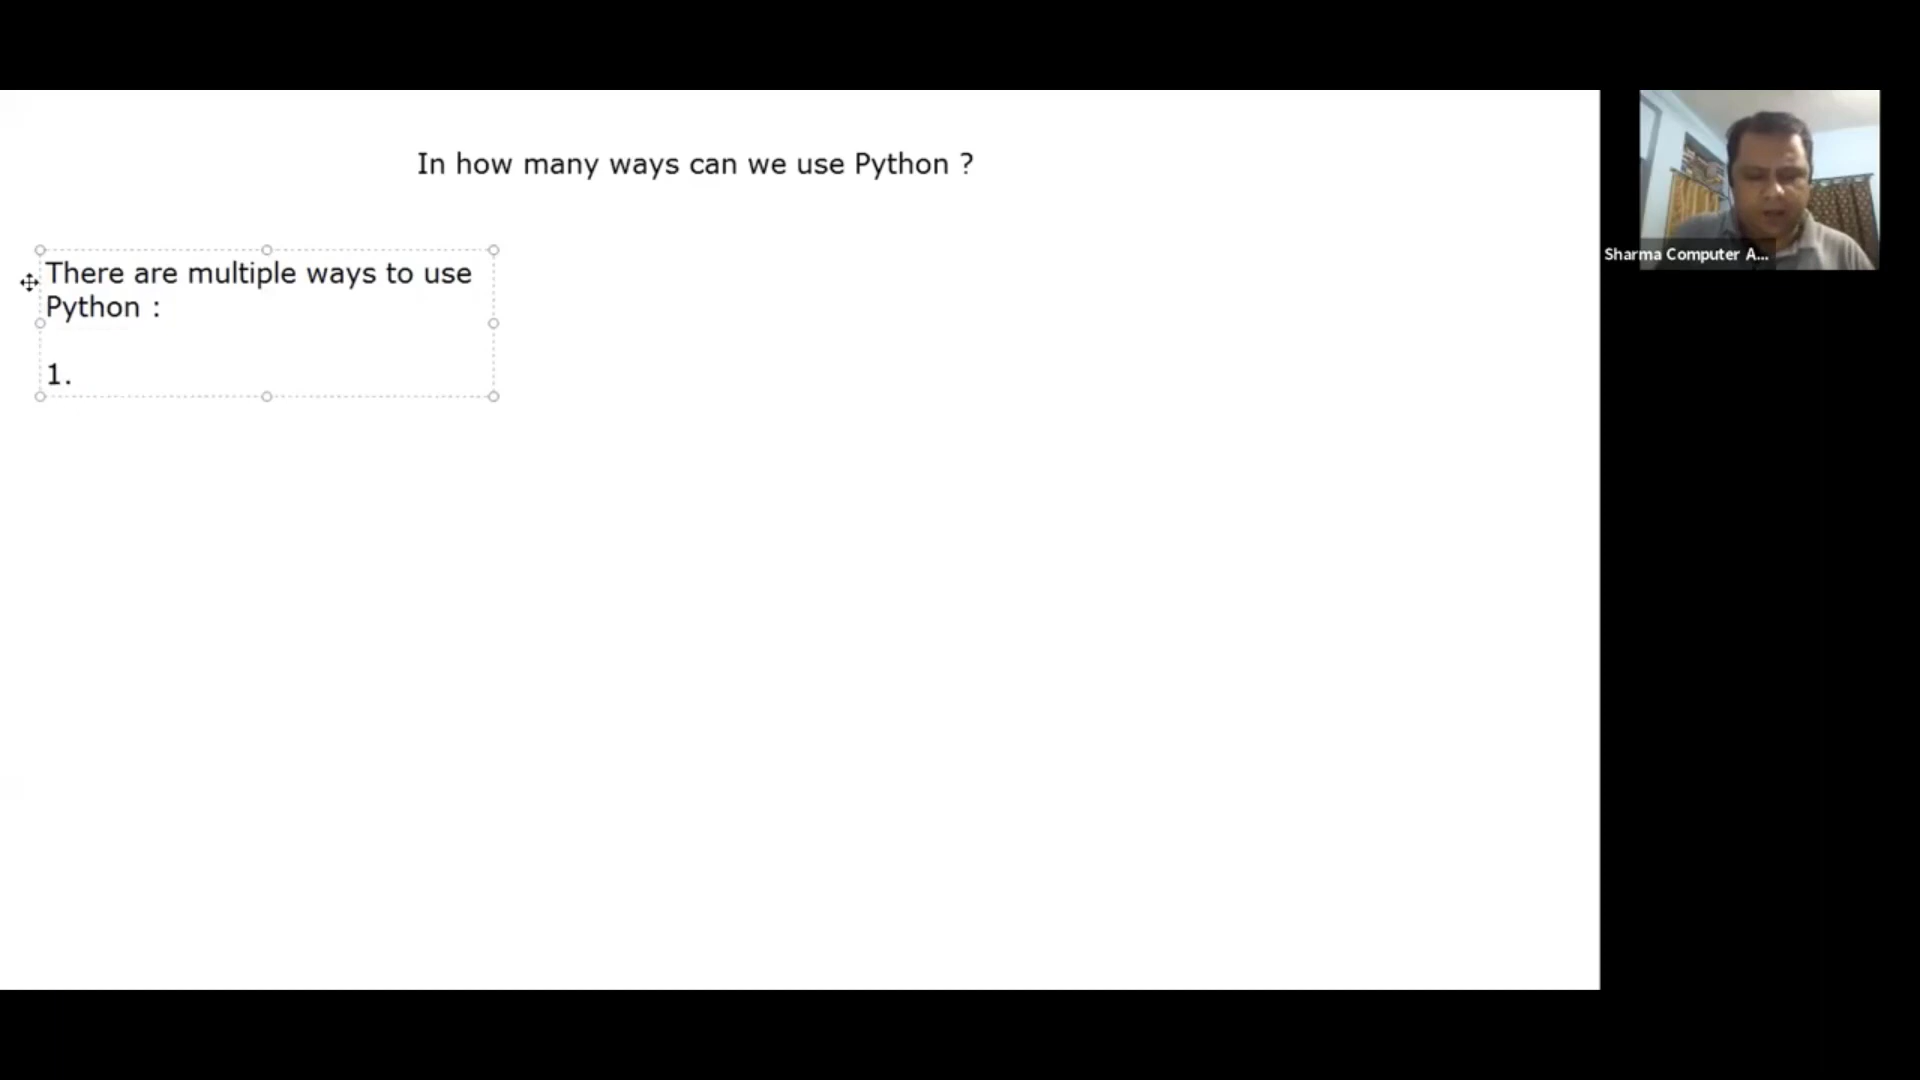 In how many ways can we use Python ?
There are multiple ways to use
Python :
1.
Sharma Computer A...